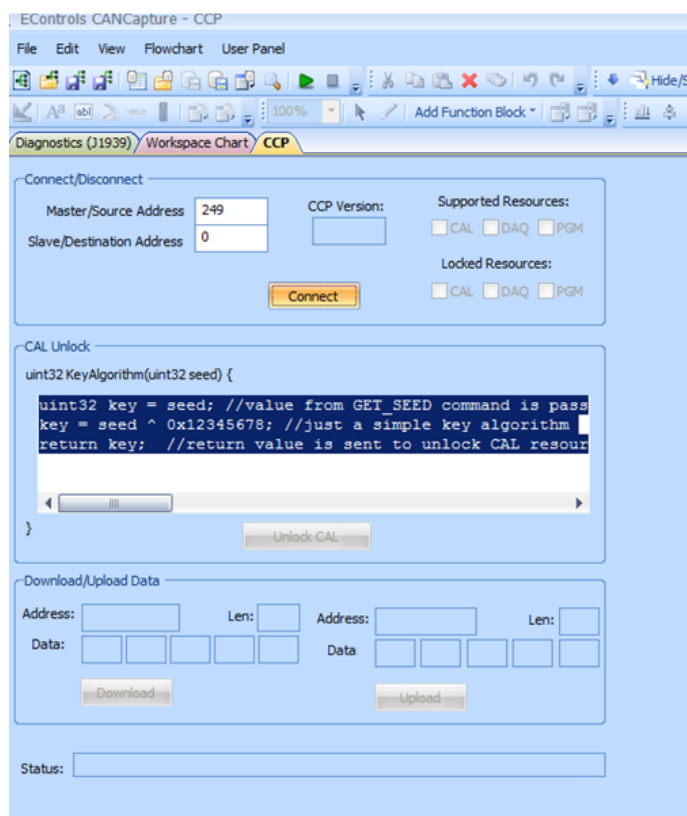 EControls CANCapture - CCP
File Edit View Flowchart User Panel
Hide/S
Aa abl 100% Add Function Block
Diagnostics (J1939) Workspace Chart CCP
Connect/Disconnect
Master/Source Address 249 CCP Version: Supported Resources:
CAL DAQ PGM
Slave/Destination Address 0
Locked Resources:
Connect CAL DAQ PGM
CAL Unlock
uint32 KeyAlgorithm(uint32 seed) {
uint32 key = seed; //value from GET_SEED command is pass
key = seed ^ 0x12345678; //just a simple key algorithm
return key; //return value is sent to unlock CAL resour
}
Unlock CAL
Download/Upload Data
Address: Len: Address: Len:
Data: Data
Download Upload
Status: